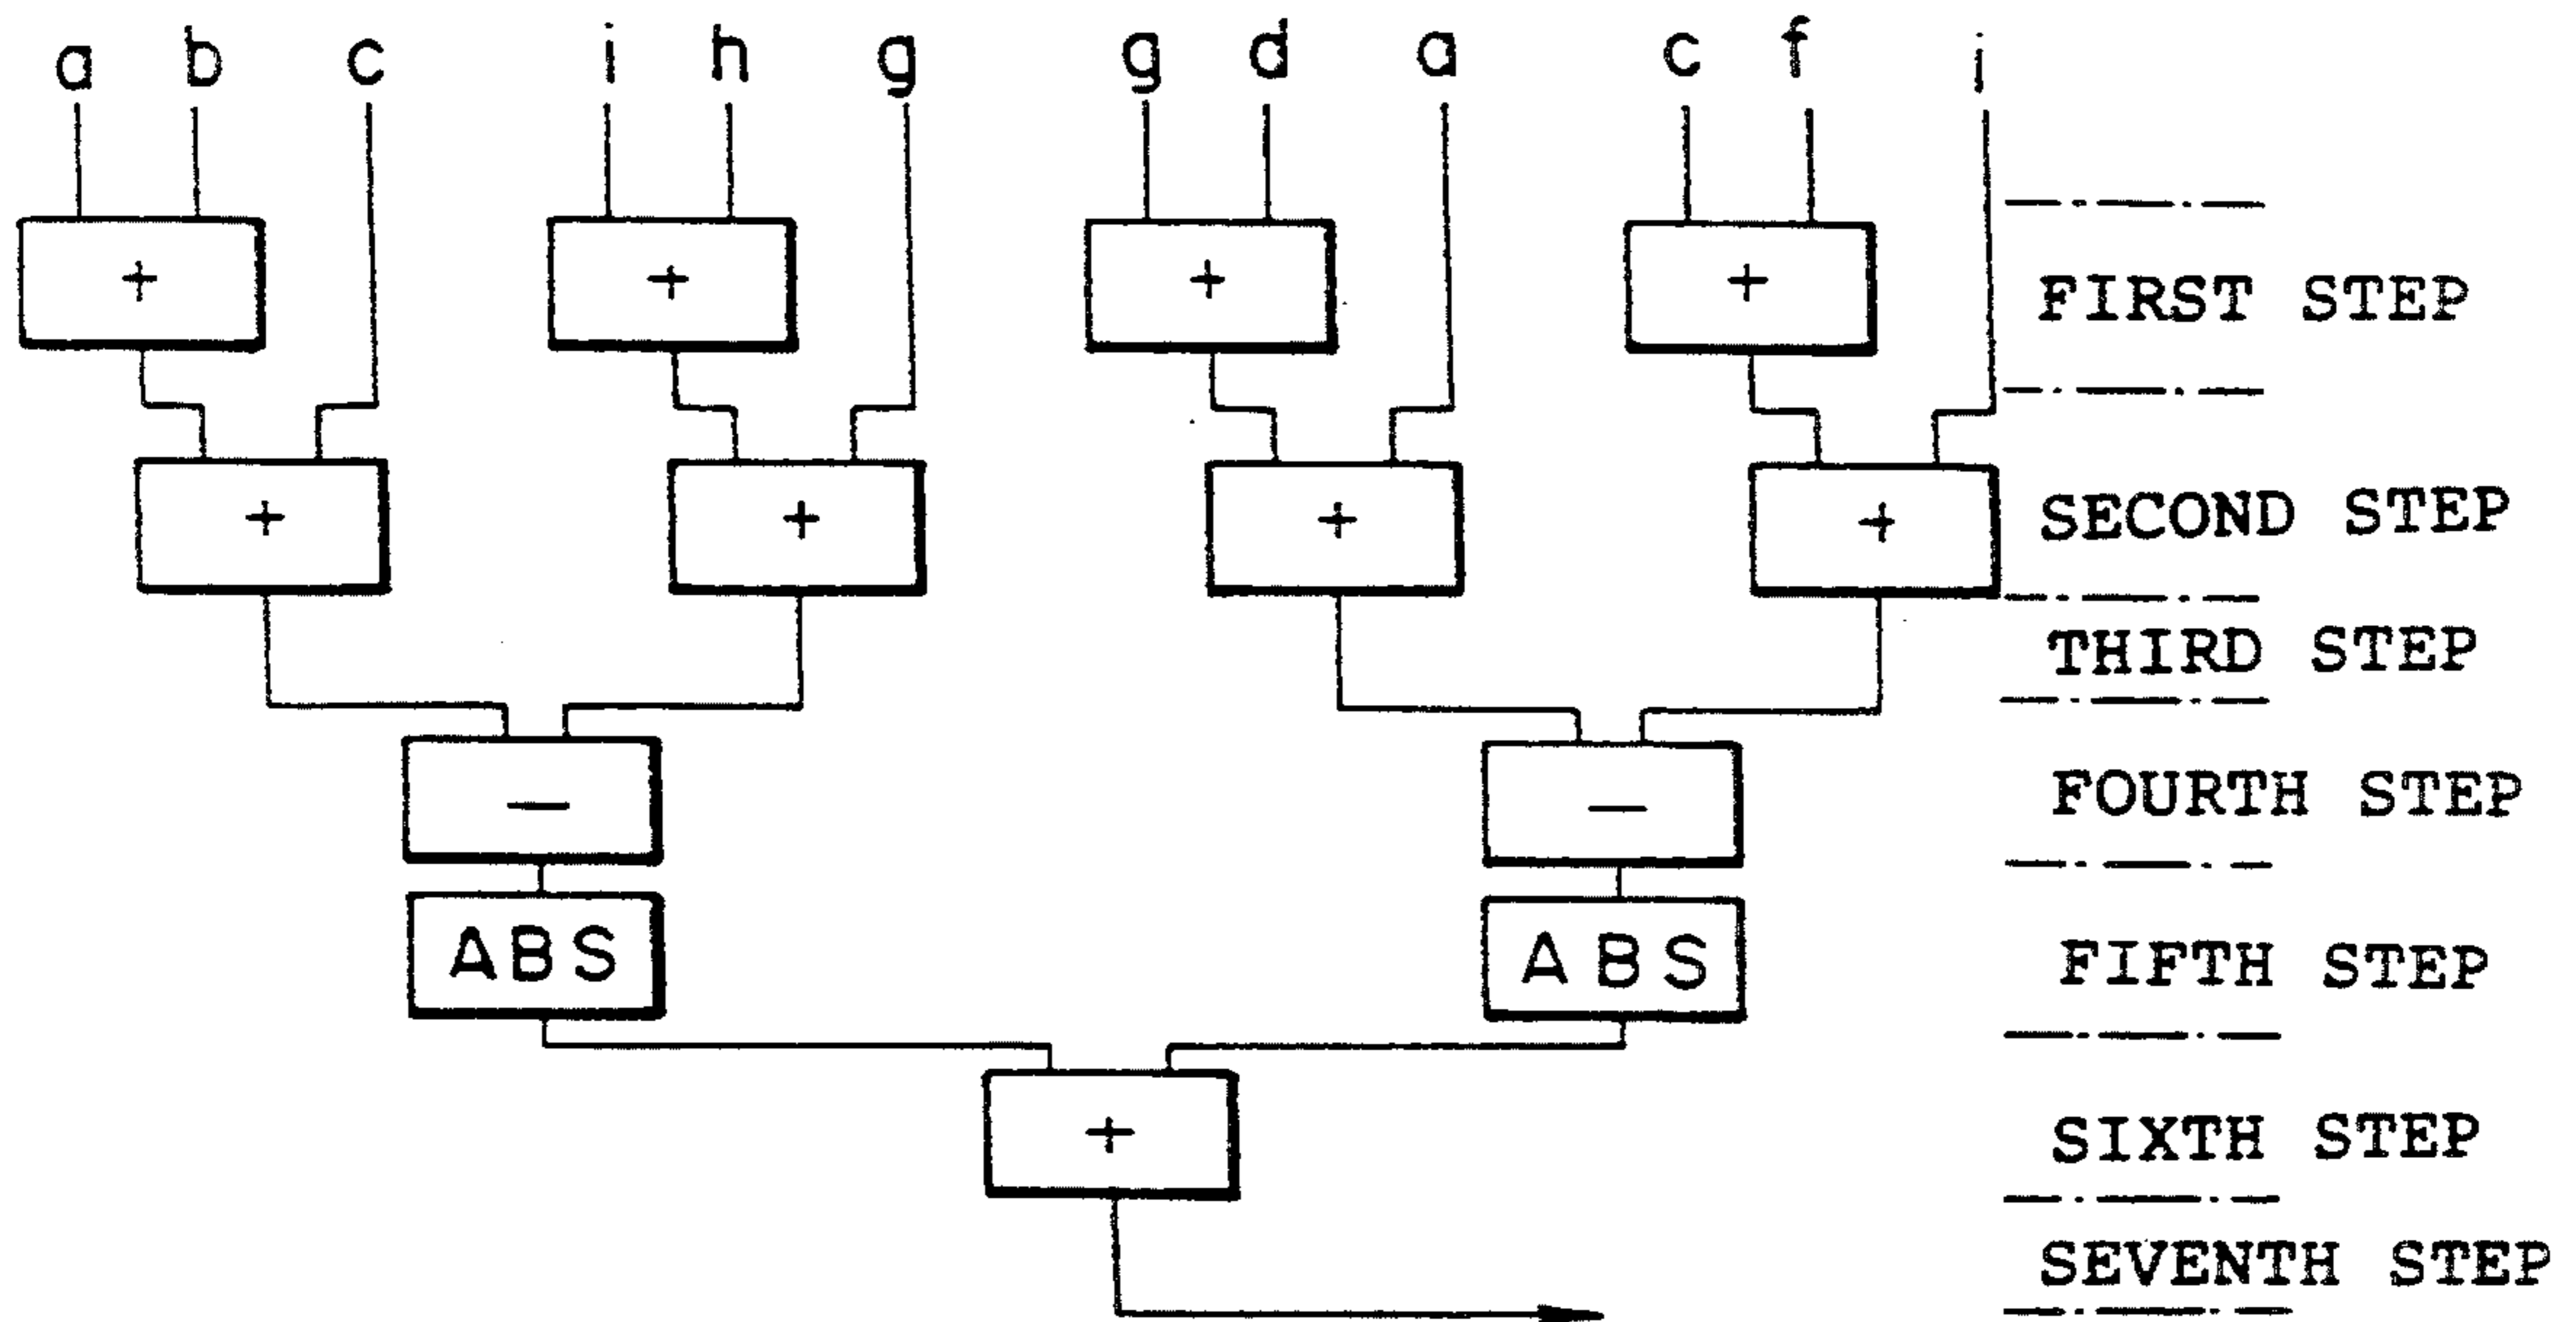 a b c i h g g d a c f i
+ + + + FIRST STEP
+ + + + SECOND STEP
THIRD STEP
− − FOURTH STEP
ABS ABS FIFTH STEP
+ SIXTH STEP
SEVENTH STEP